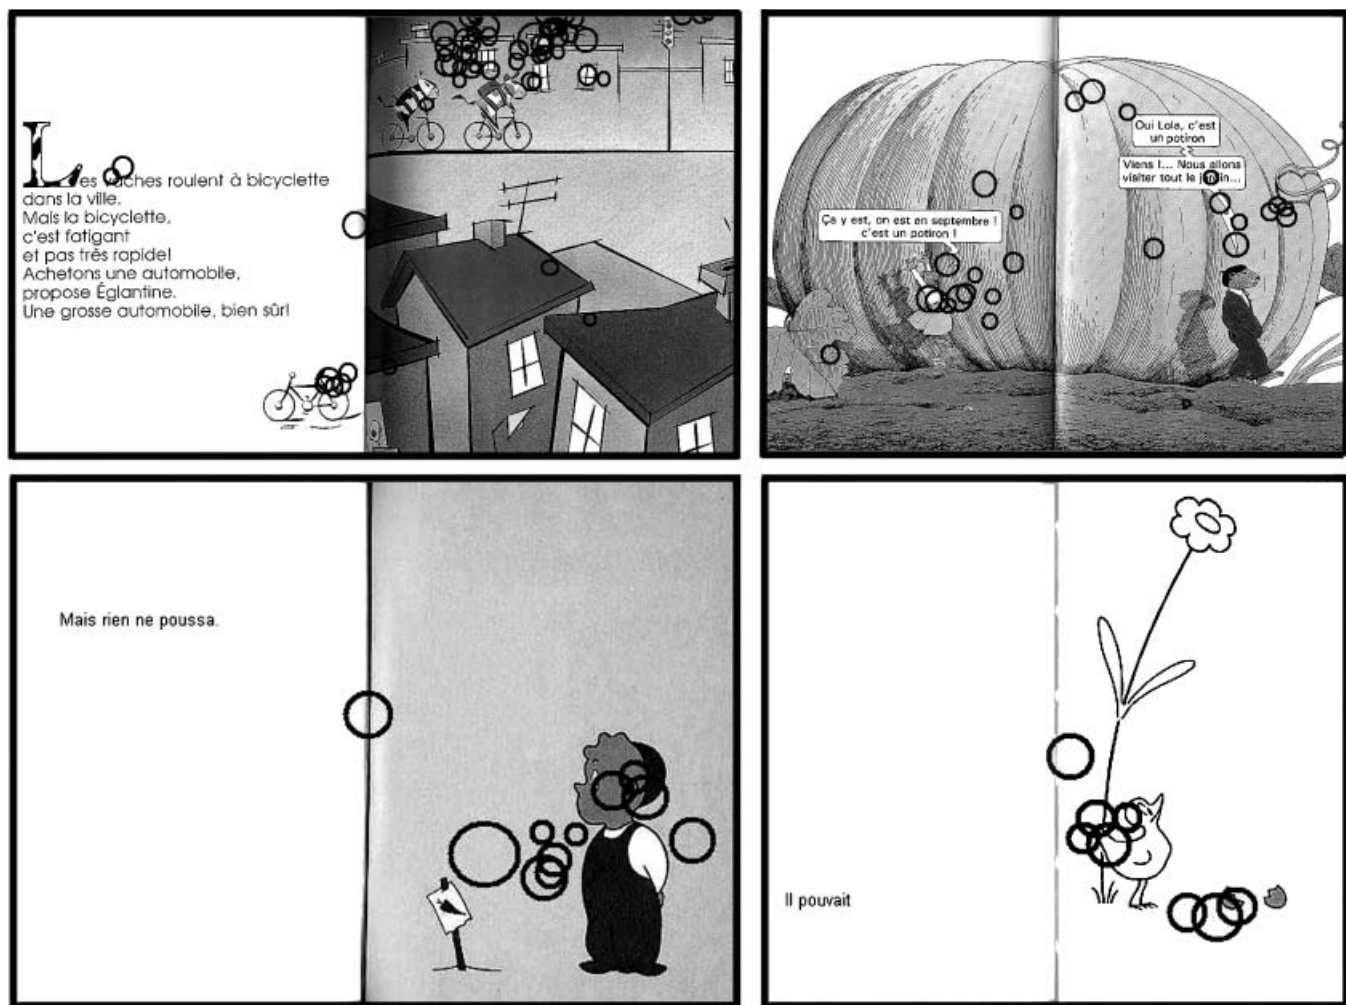 Les vaches roulent à bicyclette
dans la ville.
Mais la bicyclette,
c'est fatigant
et pas très rapide!
Achetons une automobile,
propose Églantine.
Une grosse automobile, bien sûr!
Oui Lola, c'est
un potiron
Viens !... Nous allons
visiter tout le jardin...
Ça y est, on est en septembre !
c'est un potiron !
Mais rien ne poussa.
Il pouvait